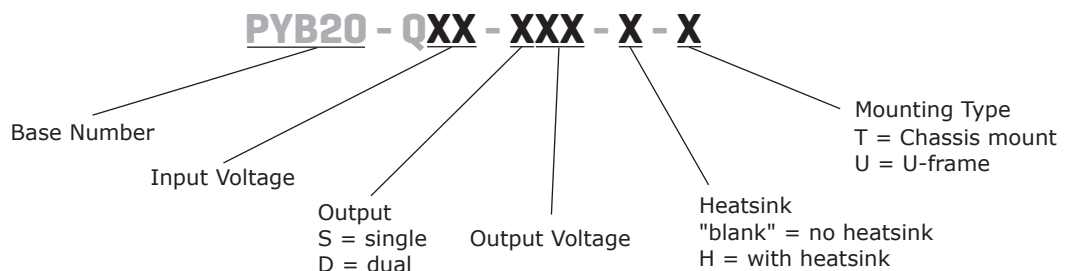 PYB20 - QXX - XXX - X - X
Base Number
Input Voltage
Output
S = single
D = dual
Output Voltage
Heatsink
"blank" = no heatsink
H = with heatsink
Mounting Type
T = Chassis mount
U = U-frame